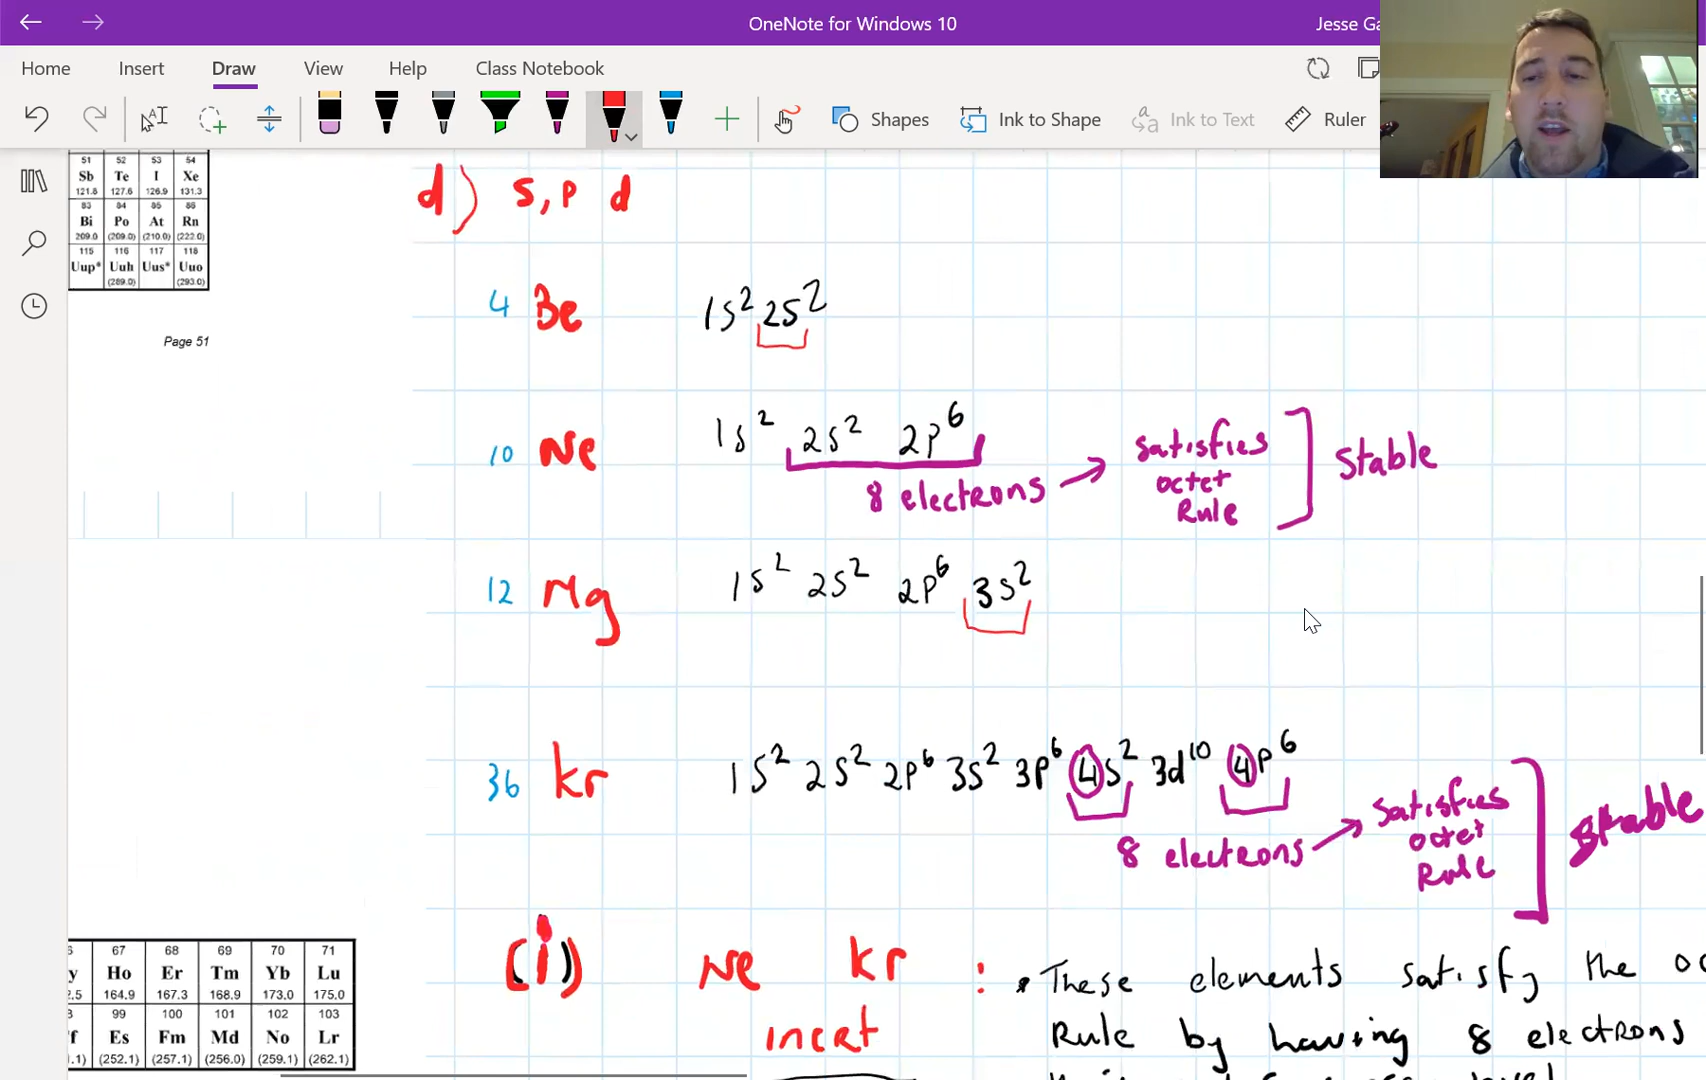 OneNote for Windows 10
Jesse Ga
Home Insert Draw View Help Class Notebook
Shapes Ink to Shape Ink to Text Ruler
51 52 53 54
Sb Te I Xe
121.8 127.6 126.9 131.3
83 84 85 86
Bi Po At Rn
209.0 (209.0) (210.0) (222.0)
115 116 117 118
Uup* Uuh Uus* Uuo
(289.0) (293.0)
Page 51
d) s, p d
4 Be 1s² 2s²
10 Ne 1s² 2s² 2p⁶
8 electrons → satisfies octet Rule ] Stable
12 Mg 1s² 2s² 2p⁶ 3s²
36 kr 1s² 2s² 2p⁶ 3s² 3p⁶ 4s² 3d¹⁰ 4p⁶
8 electrons → satisfies octet Rule ] Stable
67 68 69 70 71
y Ho Er Tm Yb Lu
2.5 164.9 167.3 168.9 173.0 175.0
99 100 101 102 103
f Es Fm Md No Lr
.1) (252.1) (257.1) (256.0) (259.1) (262.1)
(i) Ne kr : • These elements satisfy the oc
inert Rule by having 8 electrons